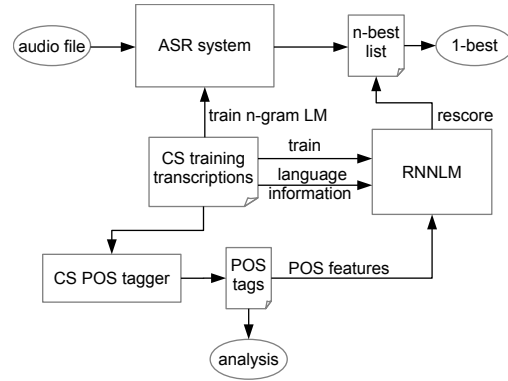 audio file
ASR system
n-best
list
1-best
train n-gram LM
rescore
CS training
transcriptions
train
language
information
RNNLM
CS POS tagger
POS
tags
POS features
analysis